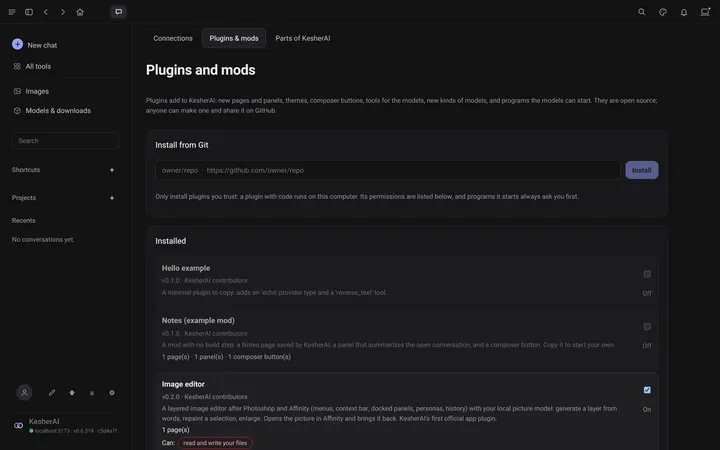 Connections
Plugins & mods
Parts of KesherAI
New chat
All tools
Images
Models & downloads
Search
Shortcuts
Projects
Recents
No conversations yet.
KesherAI
localhost:5173 · v0.6.319 · c5d4a7f
Plugins and mods
Plugins add to KesherAI: new pages and panels, themes, composer buttons, tools for the models, new kinds of models, and programs the models can start. They are open source;
anyone can make one and share it on GitHub.
Install from Git
owner/repo · https://github.com/owner/repo
Install
Only install plugins you trust: a plugin with code runs on this computer. Its permissions are listed below, and programs it starts always ask you first.
Installed
Hello example
v0.1.0 · KesherAI contributors
A minimal plugin to copy: adds an 'echo' provider type and a 'reverse_text' tool.
Off
Notes (example mod)
v0.1.0 · KesherAI contributors
A mod with no build step: a Notes page saved by KesherAI, a panel that summarizes the open conversation, and a composer button. Copy it to start your own.
Off
1 page(s) · 1 panel(s) · 1 composer button(s)
Image editor
v0.2.0 · KesherAI contributors
A layered image editor after Photoshop and Affinity (menus, context bar, docked panels, personas, history) with your local picture model: generate a layer from
On
words, repaint a selection, enlarge. Opens the picture in Affinity and brings it back. KesherAI's first official app plugin.
1 page(s)
Can: read and write your files